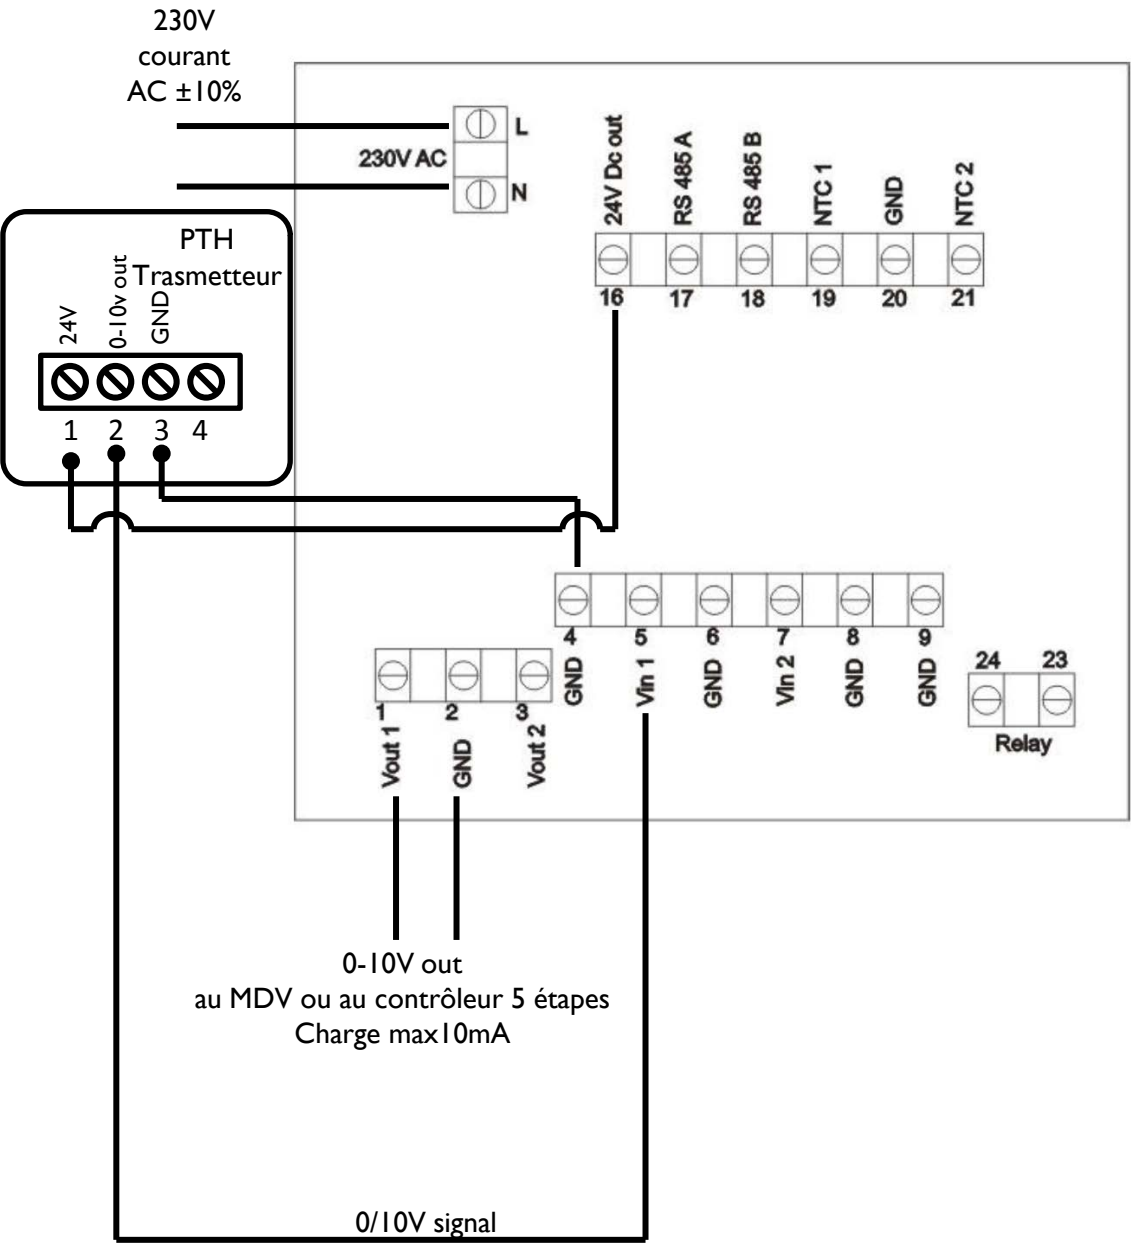 230V
courant
AC ±10%
L
230V AC
N
24V Dc out
RS 485 A
RS 485 B
NTC 1
GND
NTC 2
16 17 18 19 20 21
PTH
Trasmetteur
24V
0-10v out
GND
1 2 3 4
4 5 6 7 8 9
GND
Vin 1
GND
Vin 2
GND
GND
24 23
Relay
1 2 3
Vout 1
GND
Vout 2
0-10V out
au MDV ou au contrôleur 5 étapes
Charge max10mA
0/10V signal